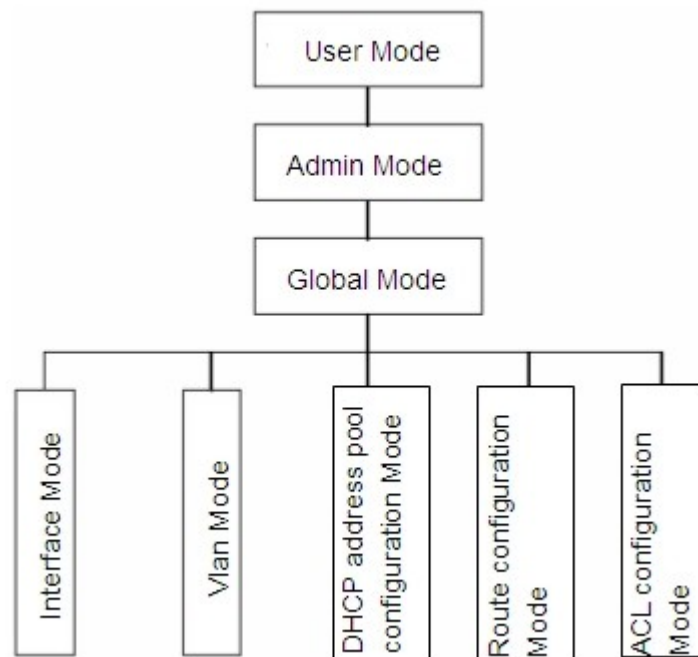 User Mode
Admin Mode
Global Mode
Interface Mode
Vlan Mode
DHCP address pool
configuration Mode
Route configuration
Mode
ACL configuration
Mode